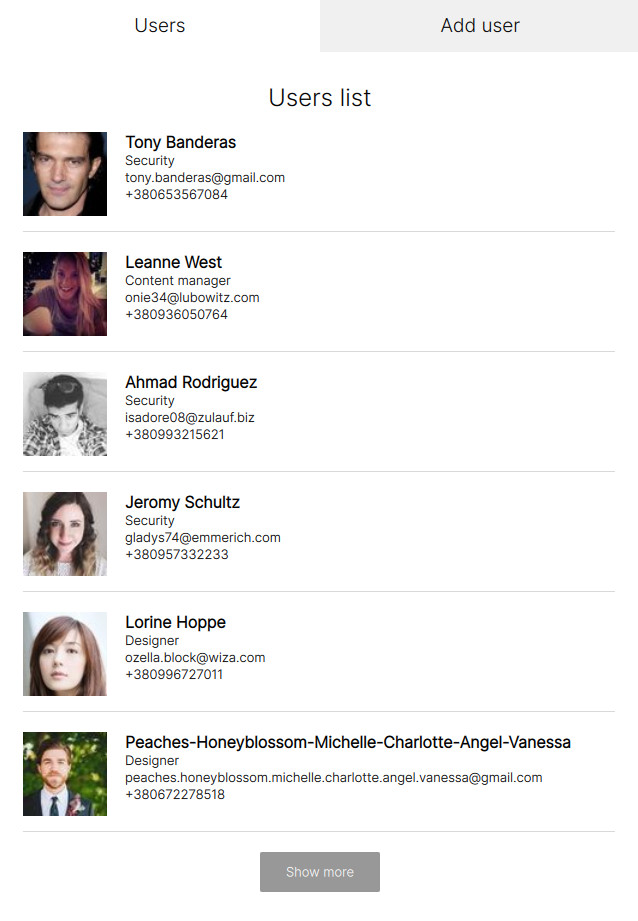 Users
Add user
Users list
Tony Banderas
Security
tony.banderas@gmail.com
+380653567084
Leanne West
Content manager
onie34@lubowitz.com
+380936050764
Ahmad Rodriguez
Security
isadore08@zulauf.biz
+380993215621
Jeromy Schultz
Security
gladys74@emmerich.com
+380957332233
Lorine Hoppe
Designer
ozella.block@wiza.com
+380996727011
Peaches-Honeyblossom-Michelle-Charlotte-Angel-Vanessa
Designer
peaches.honeyblossom.michelle.charlotte.angel.vanessa@gmail.com
+380672278518
Show more